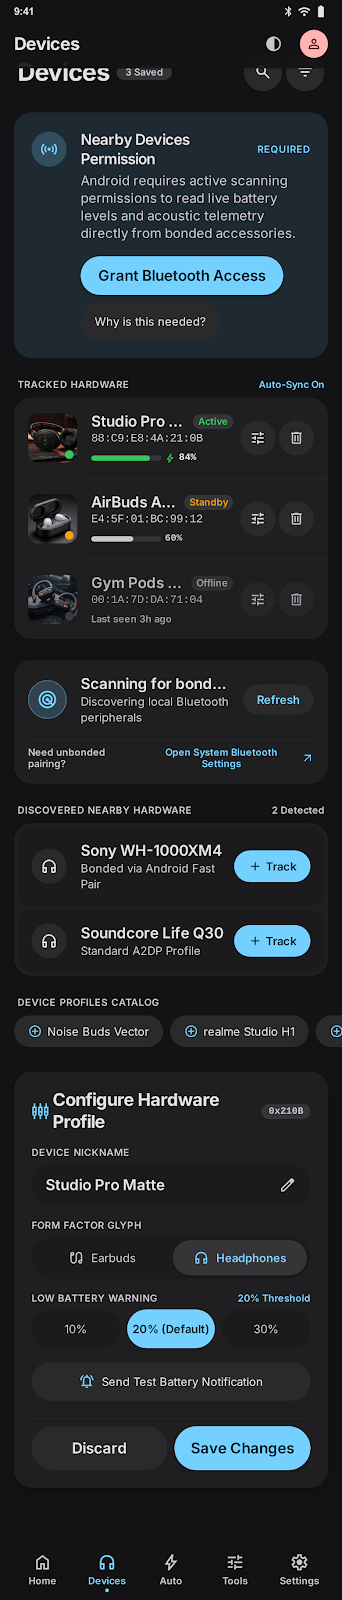 9:41
Devices
Devices
3 Saved
Nearby Devices
Permission
REQUIRED
Android requires active scanning
permissions to read live battery
levels and acoustic telemetry
directly from bonded accessories.
Grant Bluetooth Access
Why is this needed?
TRACKED HARDWARE
Auto-Sync On
Studio Pro ...
Active
88:C9:E8:4A:21:0B
84%
AirBuds A...
Standby
E4:5F:01:BC:99:12
60%
Gym Pods ...
Offline
00:1A:7D:DA:71:04
Last seen 3h ago
Scanning for bond...
Discovering local Bluetooth
peripherals
Refresh
Need unbonded
pairing?
Open System Bluetooth
Settings
DISCOVERED NEARBY HARDWARE
2 Detected
Sony WH-1000XM4
Bonded via Android Fast
Pair
+ Track
Soundcore Life Q30
Standard A2DP Profile
+ Track
DEVICE PROFILES CATALOG
Noise Buds Vector
realme Studio H1
Configure Hardware
Profile
0x210B
DEVICE NICKNAME
Studio Pro Matte
FORM FACTOR GLYPH
Earbuds
Headphones
LOW BATTERY WARNING
20% Threshold
10%
20% (Default)
30%
Send Test Battery Notification
Discard
Save Changes
Home
Devices
Auto
Tools
Settings